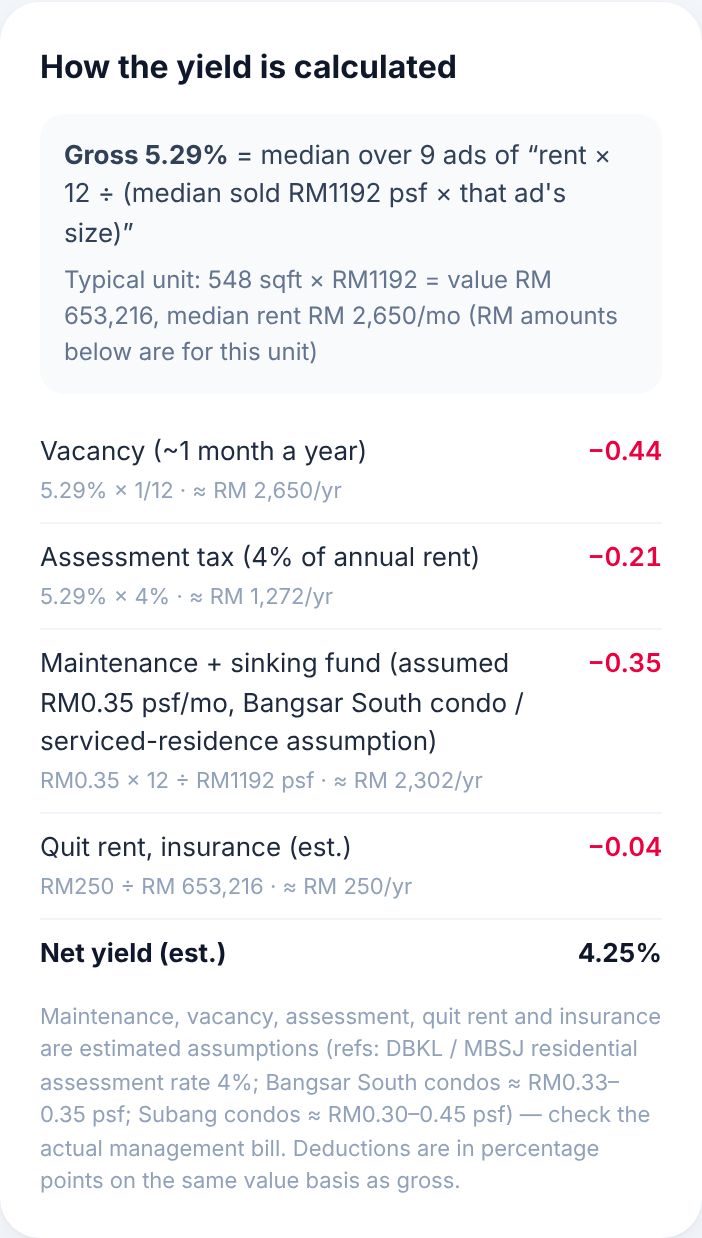 How the yield is calculated
Gross 5.29% = median over 9 ads of “rent ×
12 ÷ (median sold RM1192 psf × that ad's
size)”
Typical unit: 548 sqft × RM1192 = value RM
653,216, median rent RM 2,650/mo (RM amounts
below are for this unit)
Vacancy (~1 month a year) −0.44
5.29% × 1/12 · ≈ RM 2,650/yr
Assessment tax (4% of annual rent) −0.21
5.29% × 4% · ≈ RM 1,272/yr
Maintenance + sinking fund (assumed −0.35
RM0.35 psf/mo, Bangsar South condo /
serviced-residence assumption)
RM0.35 × 12 ÷ RM1192 psf · ≈ RM 2,302/yr
Quit rent, insurance (est.) −0.04
RM250 ÷ RM 653,216 · ≈ RM 250/yr
Net yield (est.) 4.25%
Maintenance, vacancy, assessment, quit rent and insurance
are estimated assumptions (refs: DBKL / MBSJ residential
assessment rate 4%; Bangsar South condos ≈ RM0.33–
0.35 psf; Subang condos ≈ RM0.30–0.45 psf) — check the
actual management bill. Deductions are in percentage
points on the same value basis as gross.